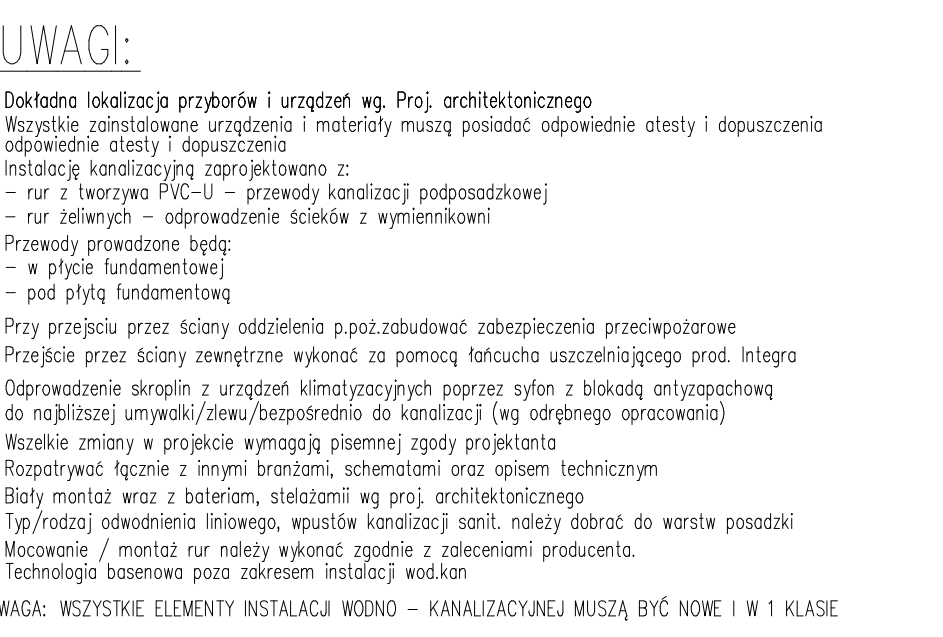 UWAGI:
Dokładna lokalizacja przyborów i urządzeń wg. Proj. architektonicznego
Wszystkie zainstalowane urządzenia i materiały muszą posiadać odpowiednie atesty i dopuszczenia
odpowiednie atesty i dopuszczenia
Instalację kanalizacyjną zaprojektowano z:
- rur z tworzywa PVC-U - przewody kanalizacji podposadzkowej
- rur żeliwnych - odprowadzenie ścieków z wymiennikowni
Przewody prowadzone będą:
- w płycie fundamentowej
- pod płytą fundamentową
Przy przejsciu przez ściany oddzielenia p.poż.zabudować zabezpieczenia przeciwpożarowe
Przejście przez ściany zewnętrzne wykonać za pomocą łańcucha uszczelniającego prod. Integra
Odprowadzenie skroplin z urządzeń klimatyzacyjnych poprzez syfon z blokadą antyzapachową
do najbliższej umywalki/zlewu/bezpośrednio do kanalizacji (wg odrębnego opracowania)
Wszelkie zmiany w projekcie wymagają pisemnej zgody projektanta
Rozpatrywać łącznie z innymi branżami, schematami oraz opisem technicznym
Biały montaż wraz z bateriam, stelażamii wg proj. architektonicznego
Typ/rodzaj odwodnienia liniowego, wpustów kanalizacji sanit. należy dobrać do warstw posadzki
Mocowanie / montaż rur należy wykonać zgodnie z zaleceniami producenta.
Technologia basenowa poza zakresem instalacji wod.kan
WAGA: WSZYSTKIE ELEMENTY INSTALACJI WODNO - KANALIZACYJNEJ MUSZĄ BYĆ NOWE I W 1 KLASIE